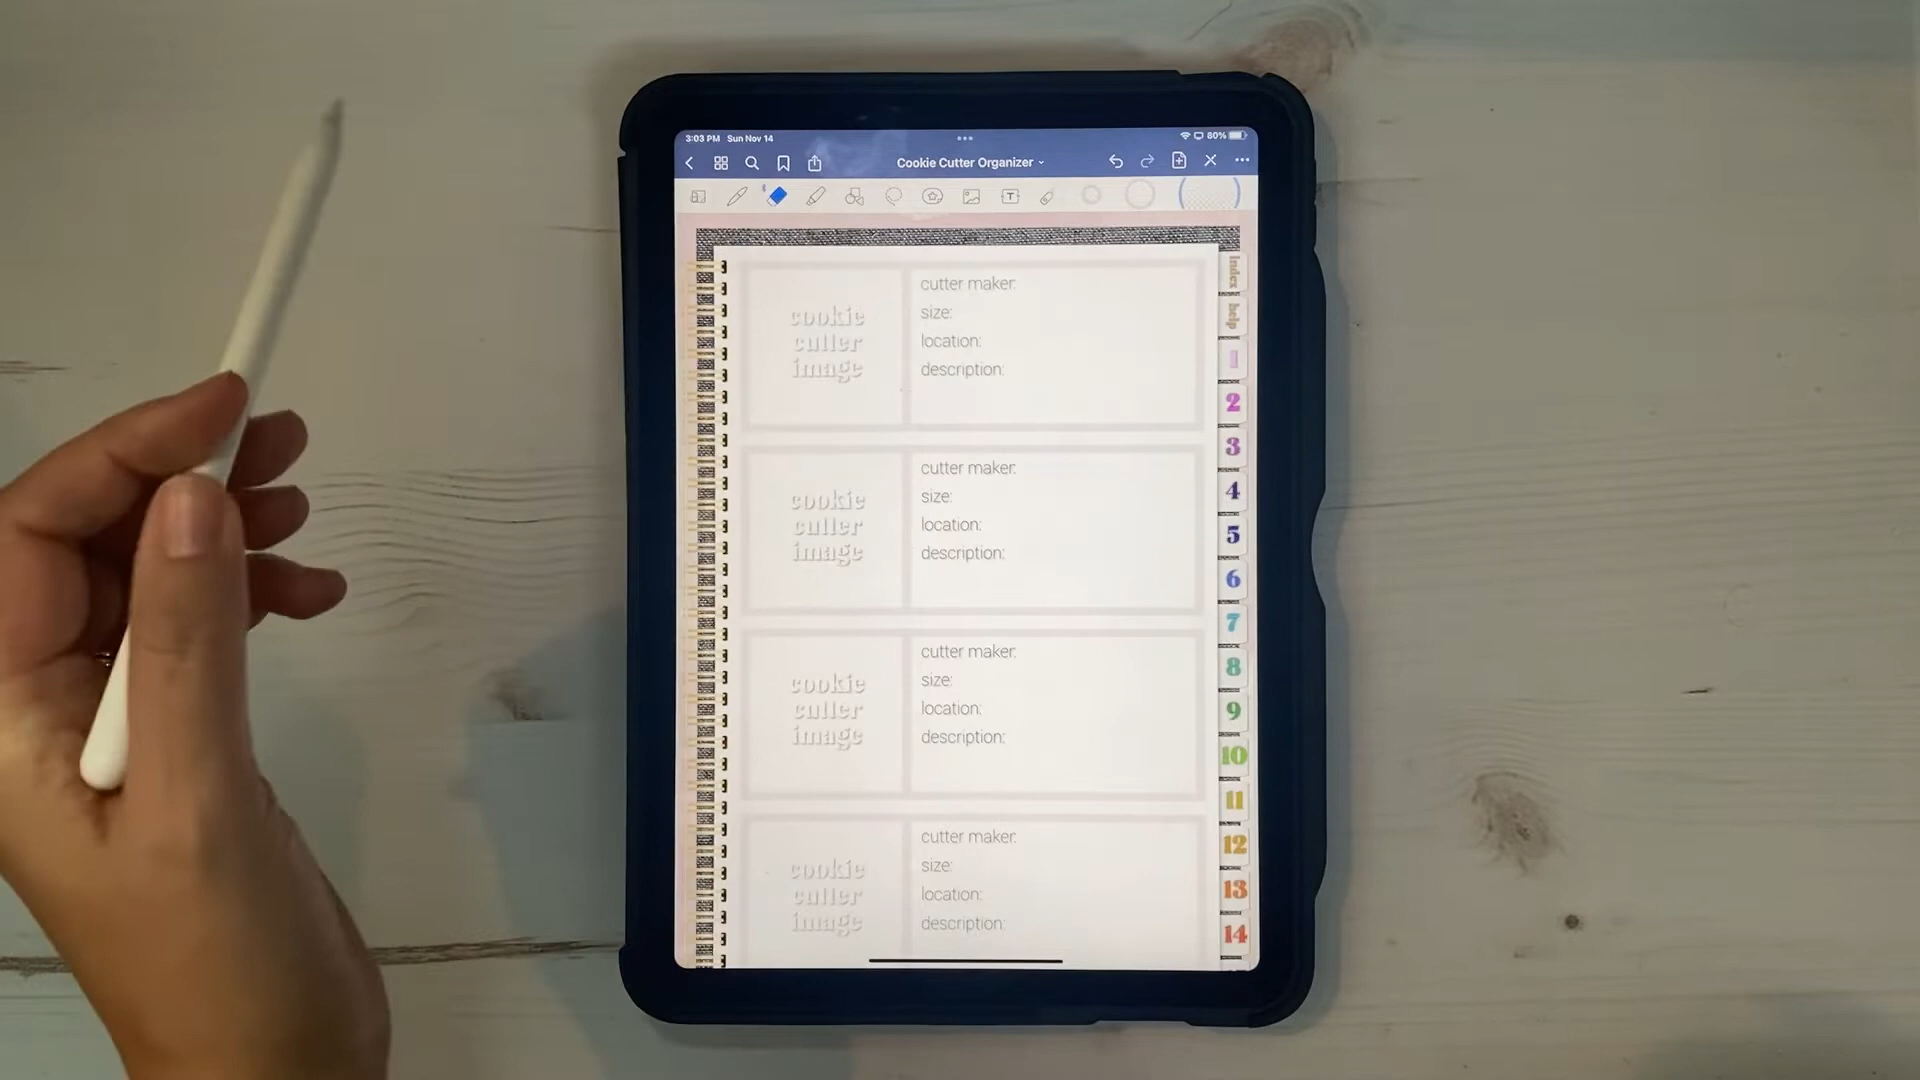 3:03 PM Sun Nov 14
80%
Cookie Cutter Organizer
T
index
help
1
2
3
4
5
6
7
8
9
10
11
12
13
14
cookie
cutter
image
cutter maker:
size:
location:
description:
cookie
cutter
image
cutter maker:
size:
location:
description:
cookie
cutter
image
cutter maker:
size:
location:
description:
cookie
cutter
image
cutter maker:
size:
location:
description: